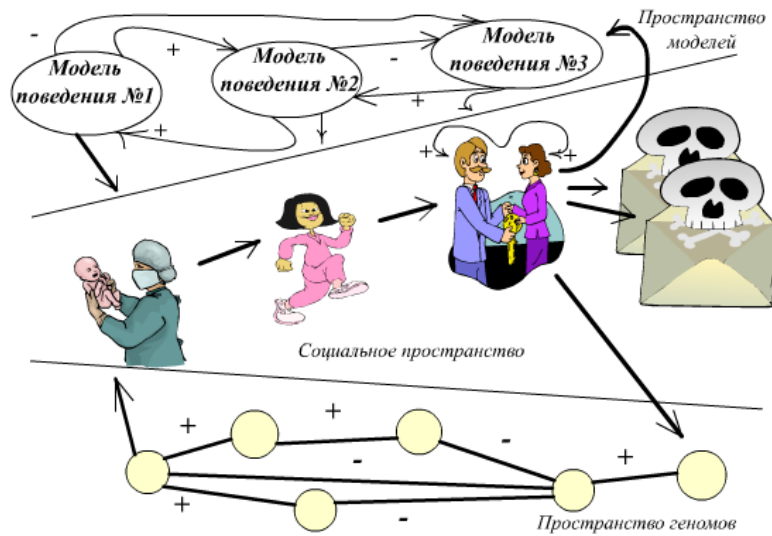 Пространство
моделей
-
+
Модель
поведения №1
Модель
поведения №2
-
Модель
поведения №3
+
+
+
+
Социальное пространство
+
+
-
-
+
+
-
Пространство геномов